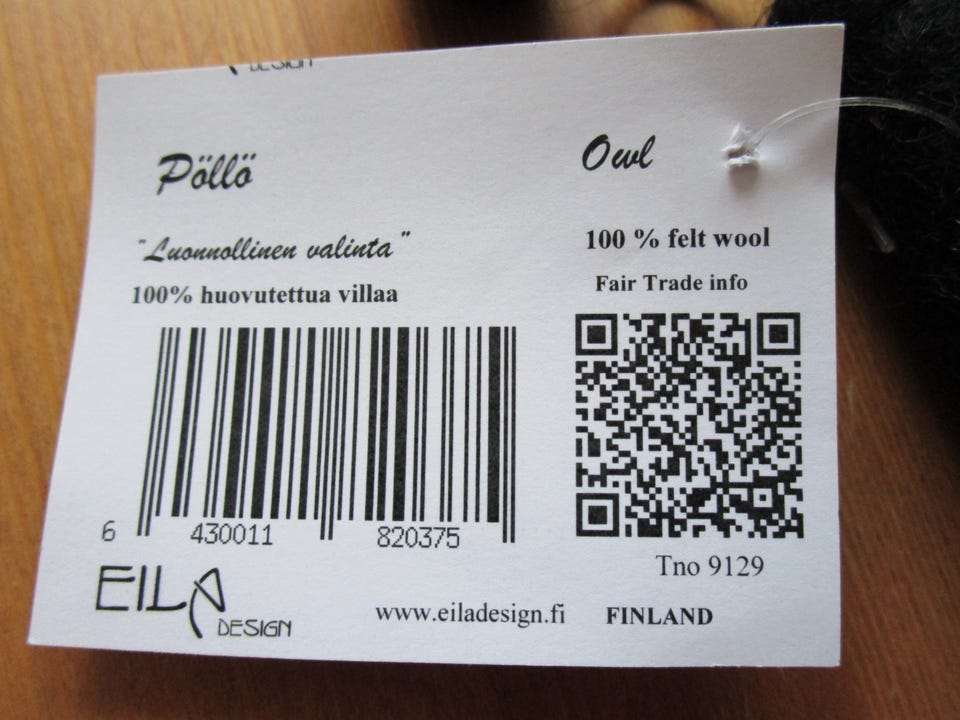 DESIGN
Pöllö
Owl
"Luonnollinen valinta"
100 % felt wool
100% huovutettua villaa
Fair Trade info
6 430011 820375
Tno 9129
EILA DESIGN
www.eiladesign.fi
FINLAND